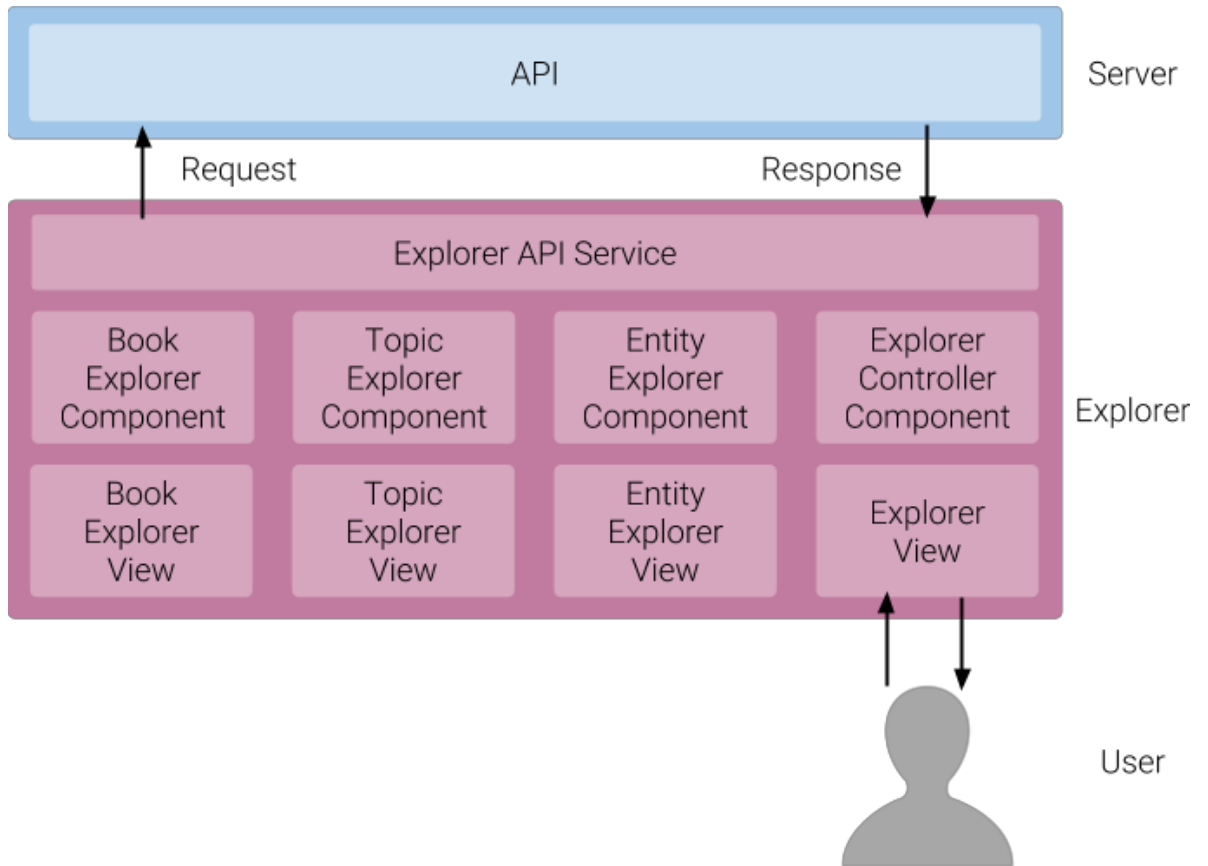 API
Server
Request
Response
Explorer API Service
Book
Explorer
Component
Topic
Explorer
Component
Entity
Explorer
Component
Explorer
Controller
Component
Explorer
Book
Explorer
View
Topic
Explorer
View
Entity
Explorer
View
Explorer
View
User